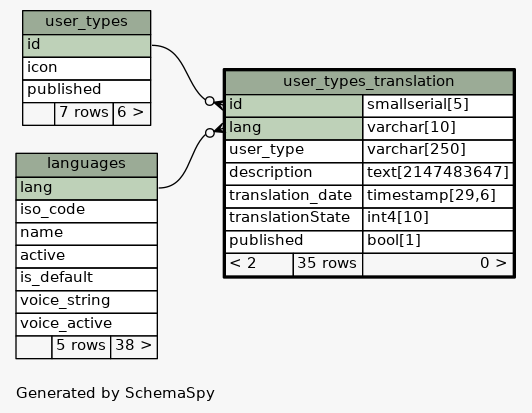 user_types
id
icon
published
7 rows 6 >
user_types_translation
id smallserial[5]
lang varchar[10]
user_type varchar[250]
description text[2147483647]
translation_date timestamp[29,6]
translationState int4[10]
published bool[1]
< 2 35 rows 0 >
languages
lang
iso_code
name
active
is_default
voice_string
voice_active
5 rows 38 >
Generated by SchemaSpy